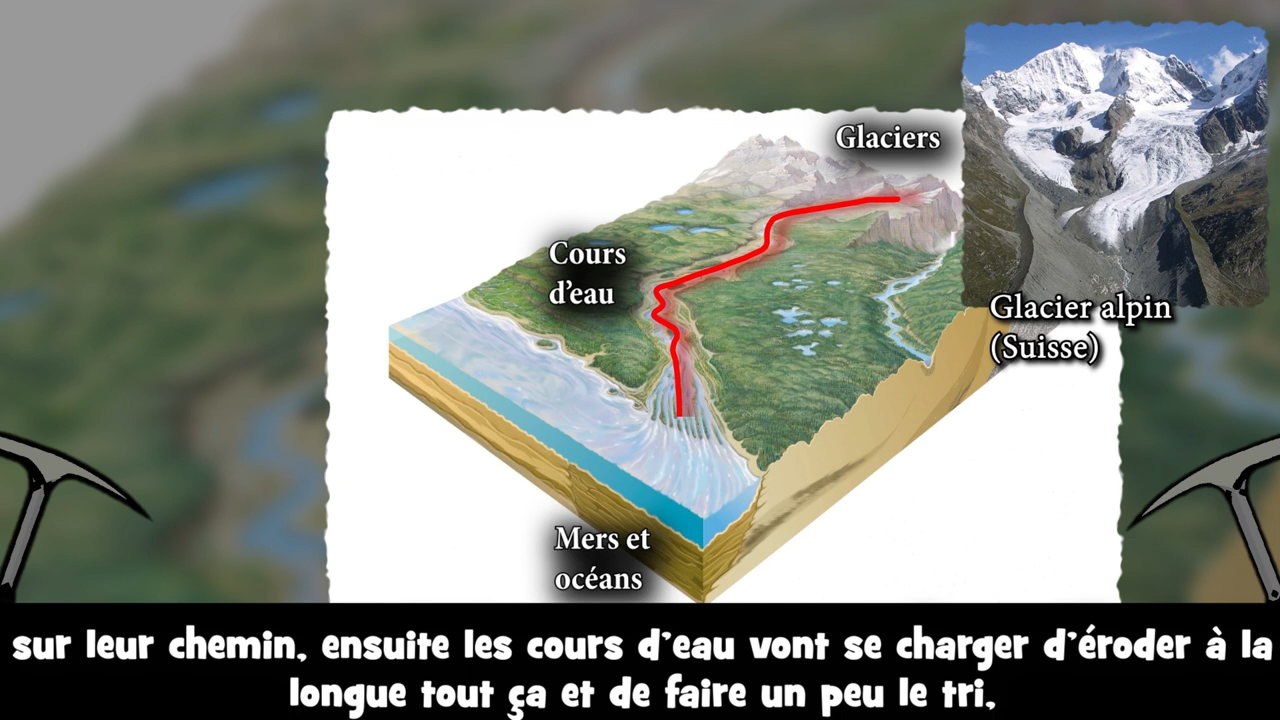 Glaciers
Cours
d'eau
Glacier alpin
(Suisse)
Mers et
océans
sur leur chemin, ensuite les cours d'eau vont se charger d'éroder à la
longue tout ça et de faire un peu le tri,